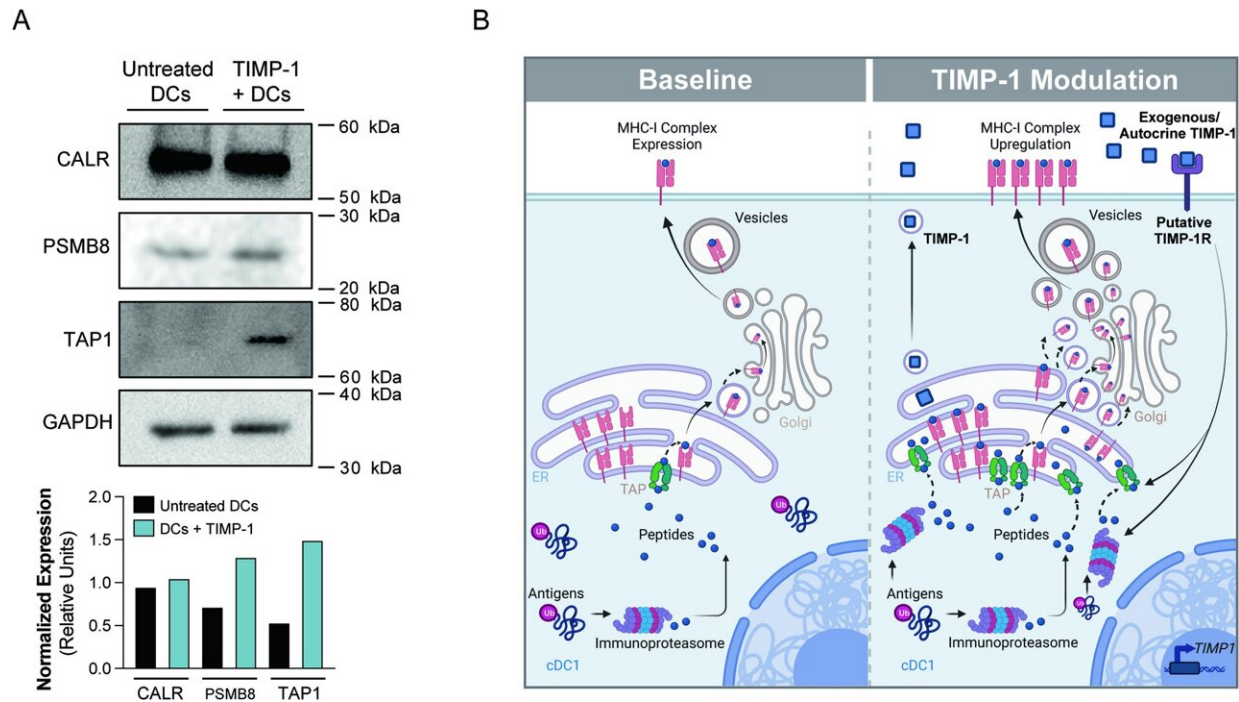 A
Untreated
DCs
TIMP-1
+ DCs
CALR
60 kDa
50 kDa
PSMB8
30 kDa
20 kDa
TAP1
80 kDa
60 kDa
GAPDH
40 kDa
30 kDa
Normalized Expression
(Relative Units)
2.0
1.5
1.0
0.5
0.0
Untreated DCs
DCs + TIMP-1
CALR
PSMB8
TAP1
B
Baseline
MHC-I Complex
Expression
Vesicles
Golgi
ER
TAP
Ub
Ub
Peptides
Antigens
Ub
Immunoproteasome
cDC1
TIMP-1 Modulation
MHC-I Complex
Upregulation
Exogenous/
Autocrine TIMP-1
Vesicles
Putative
TIMP-1R
TIMP-1
Golgi
ER
TAP
Peptides
Antigens
Ub
Ub
Immunoproteasome
cDC1
TIMP1